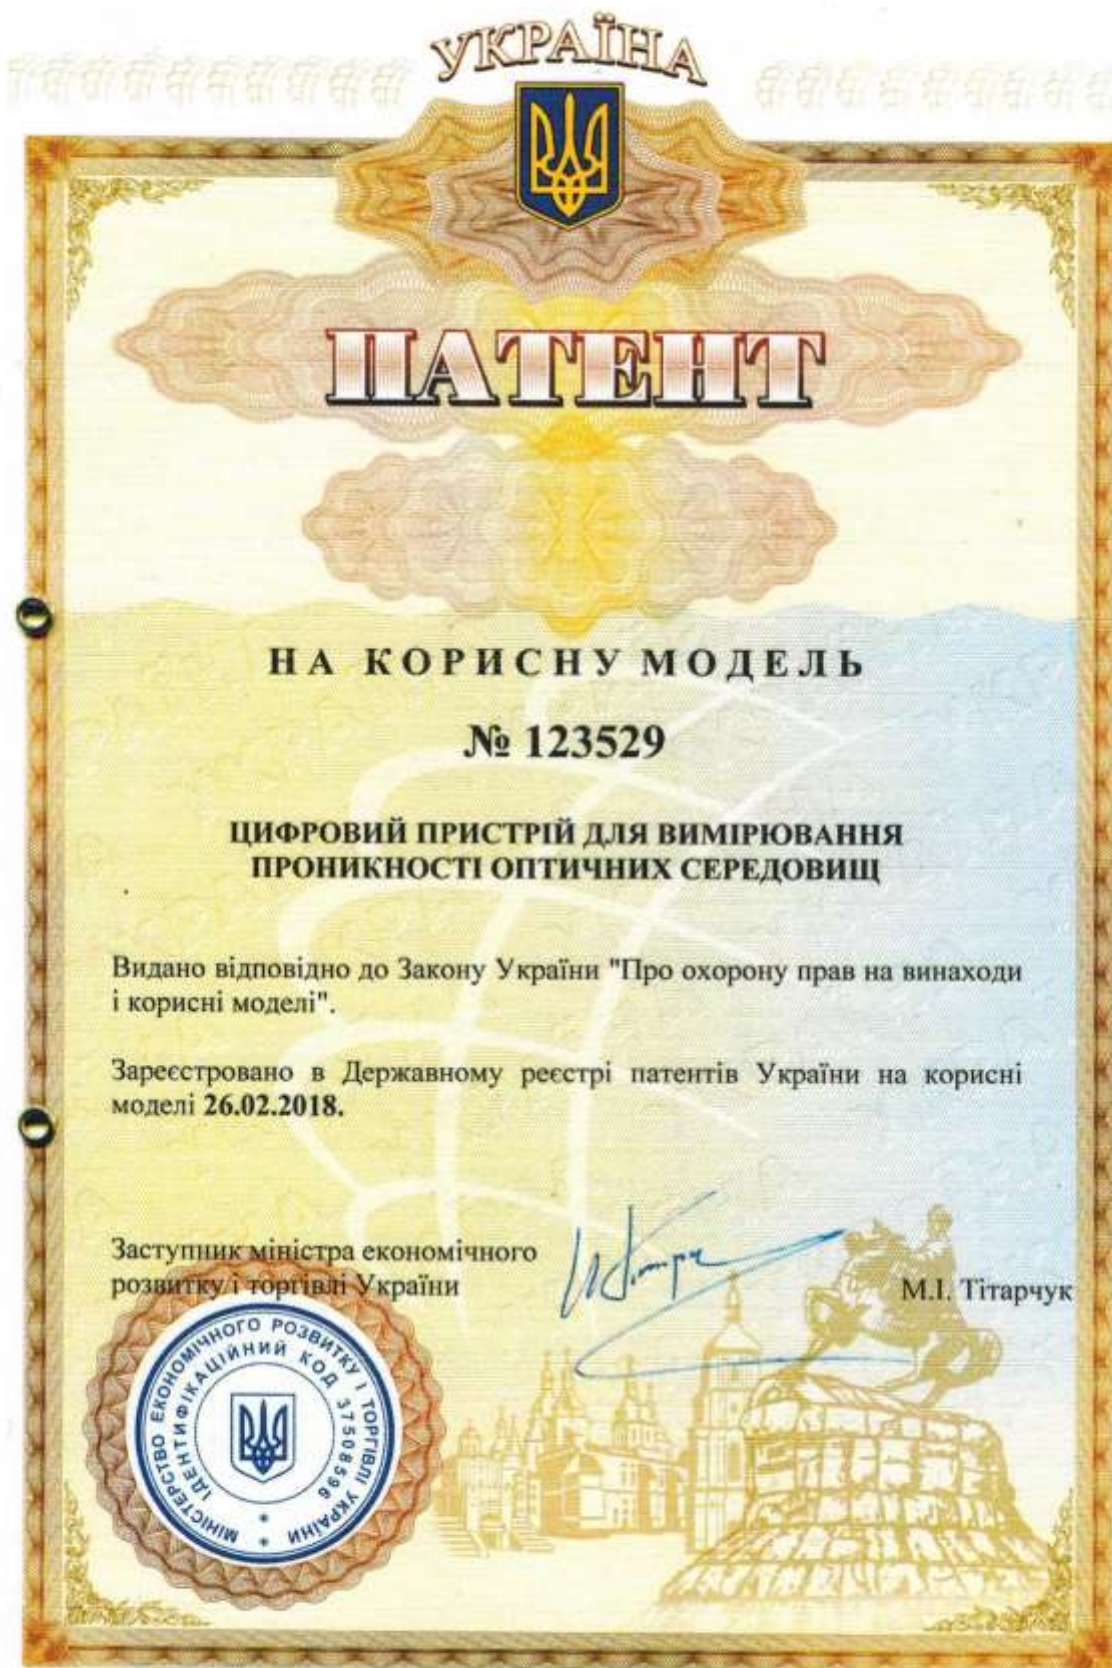 УКРАЇНА
ПАТЕНТ
НА КОРИСНУ МОДЕЛЬ
№ 123529
ЦИФРОВИЙ ПРИСТРІЙ ДЛЯ ВИМІРЮВАННЯ
ПРОНИКНОСТІ ОПТИЧНИХ СЕРЕДОВИЩ
Видано відповідно до Закону України "Про охорону прав на винаходи
і корисні моделі".
Зареєстровано в Державному реєстрі патентів України на корисні
моделі 26.02.2018.
Заступник міністра економічного
розвитку і торгівлі України
М.І. Тітарчук
МІНІСТЕРСТВО ЕКОНОМІЧНОГО РОЗВИТКУ І ТОРГІВЛІ УКРАЇНИ *
ІДЕНТИФІКАЦІЙНИЙ КОД 37508596 *